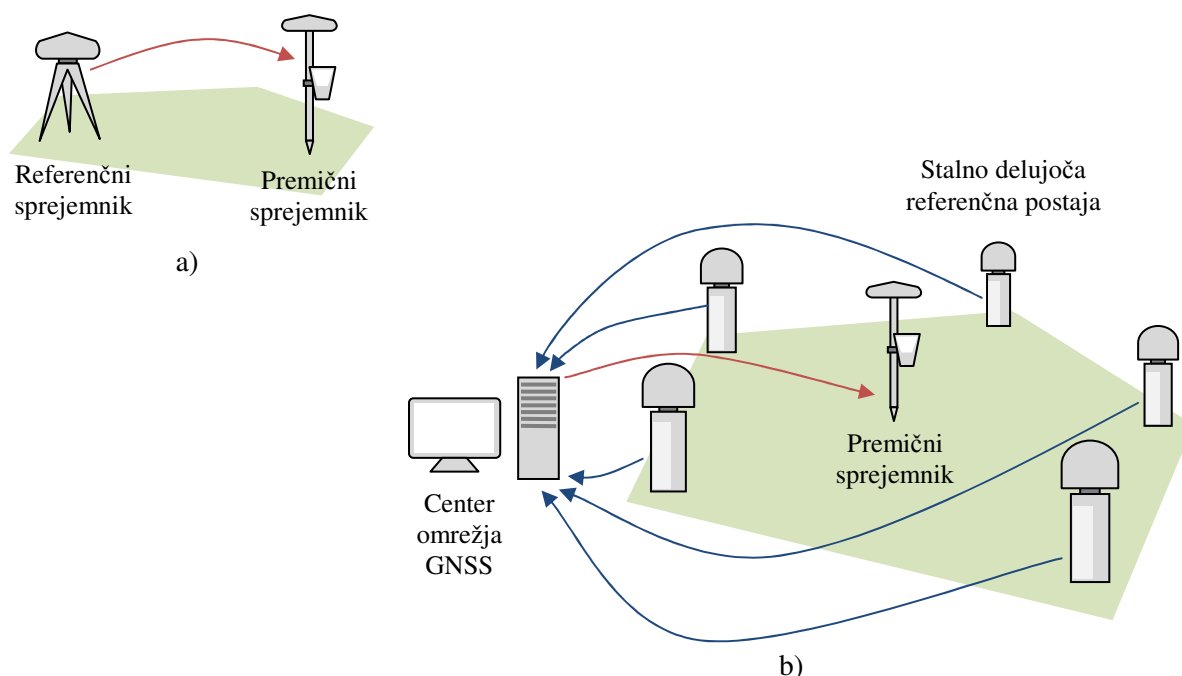 Referenčni
sprejemnik
Premični
sprejemnik
a)
Stalno delujoča
referenčna postaja
Premični
sprejemnik
Center
omrežja
GNSS
b)